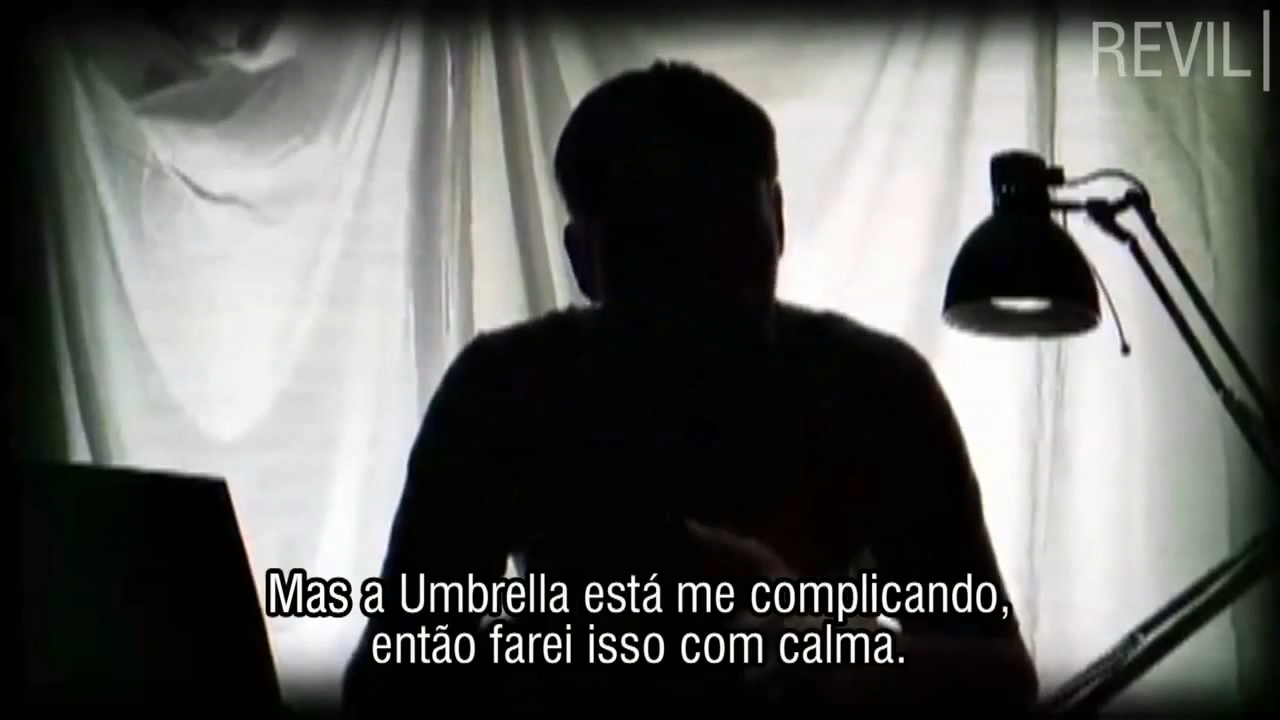 REVIL|
Mas a Umbrella está me complicando,
então farei isso com calma.